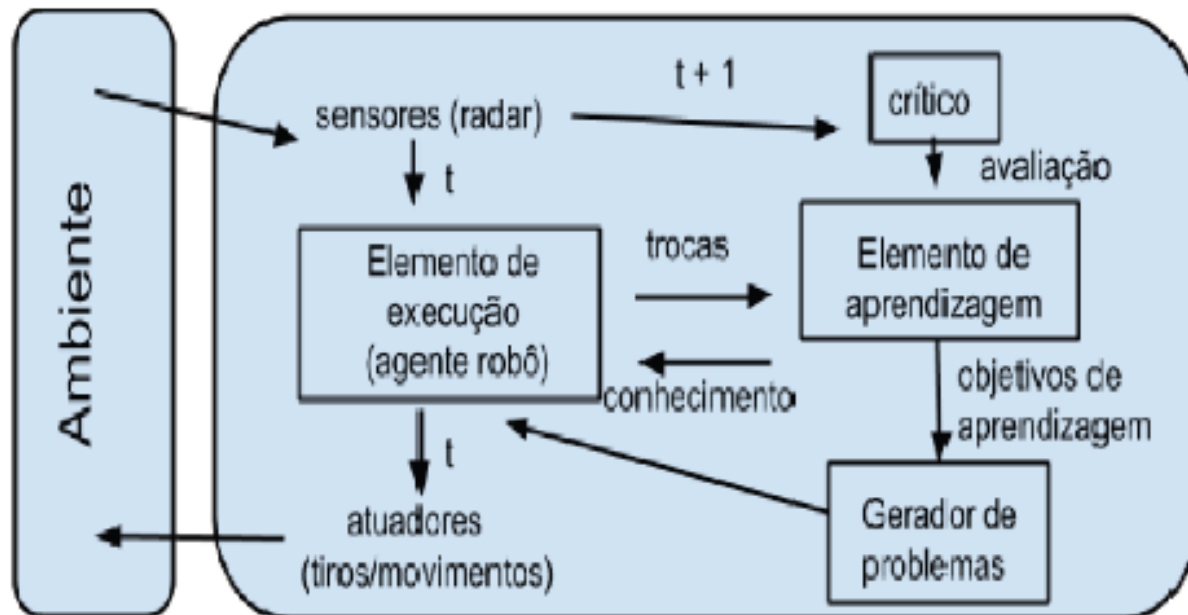 Ambiente
sensores (radar)
t + 1
crítico
t
avaliação
Elemento de
execução
(agente robô)
trocas
conhecimento
Elemento de
aprendizagem
objetivos de
aprendizagem
t
atuadores
(tiros/movimentos)
Gerador de
problemas